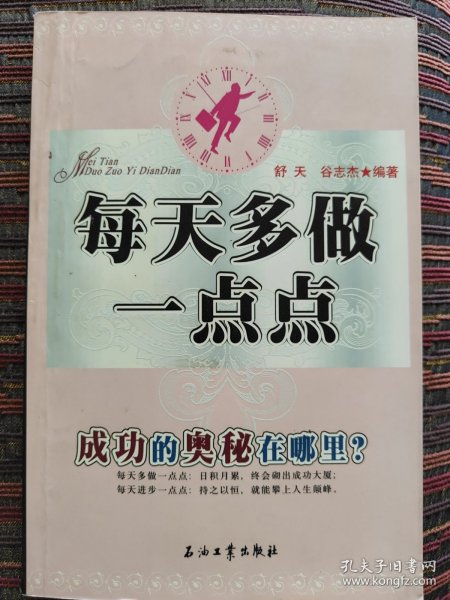 XII
Mei Tian
Duo Zuo Yi DianDian
舒天 谷志杰★编著
每天多做
一点点
成功的奥秘在哪里?
每天多做一点点:日积月累,终会砌出成功大厦;
每天进步一点点:持之以恒,就能攀上人生颠峰。
石油工业出版社
孔夫子旧书网
www.kongfz.com